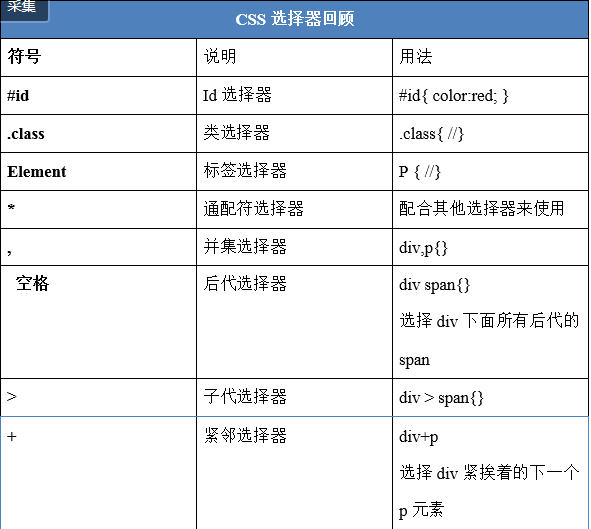 采集
CSS 选择器回顾
符号 说明 用法
#id Id 选择器 #id{ color:red; }
.class 类选择器 .class{ //}
Element 标签选择器 P { //}
* 通配符选择器 配合其他选择器来使用
, 并集选择器 div,p{}
空格 后代选择器 div span{}
选择 div 下面所有后代的
span
> 子代选择器 div > span{}
+ 紧邻选择器 div+p
选择 div 紧挨着的下一个
p 元素